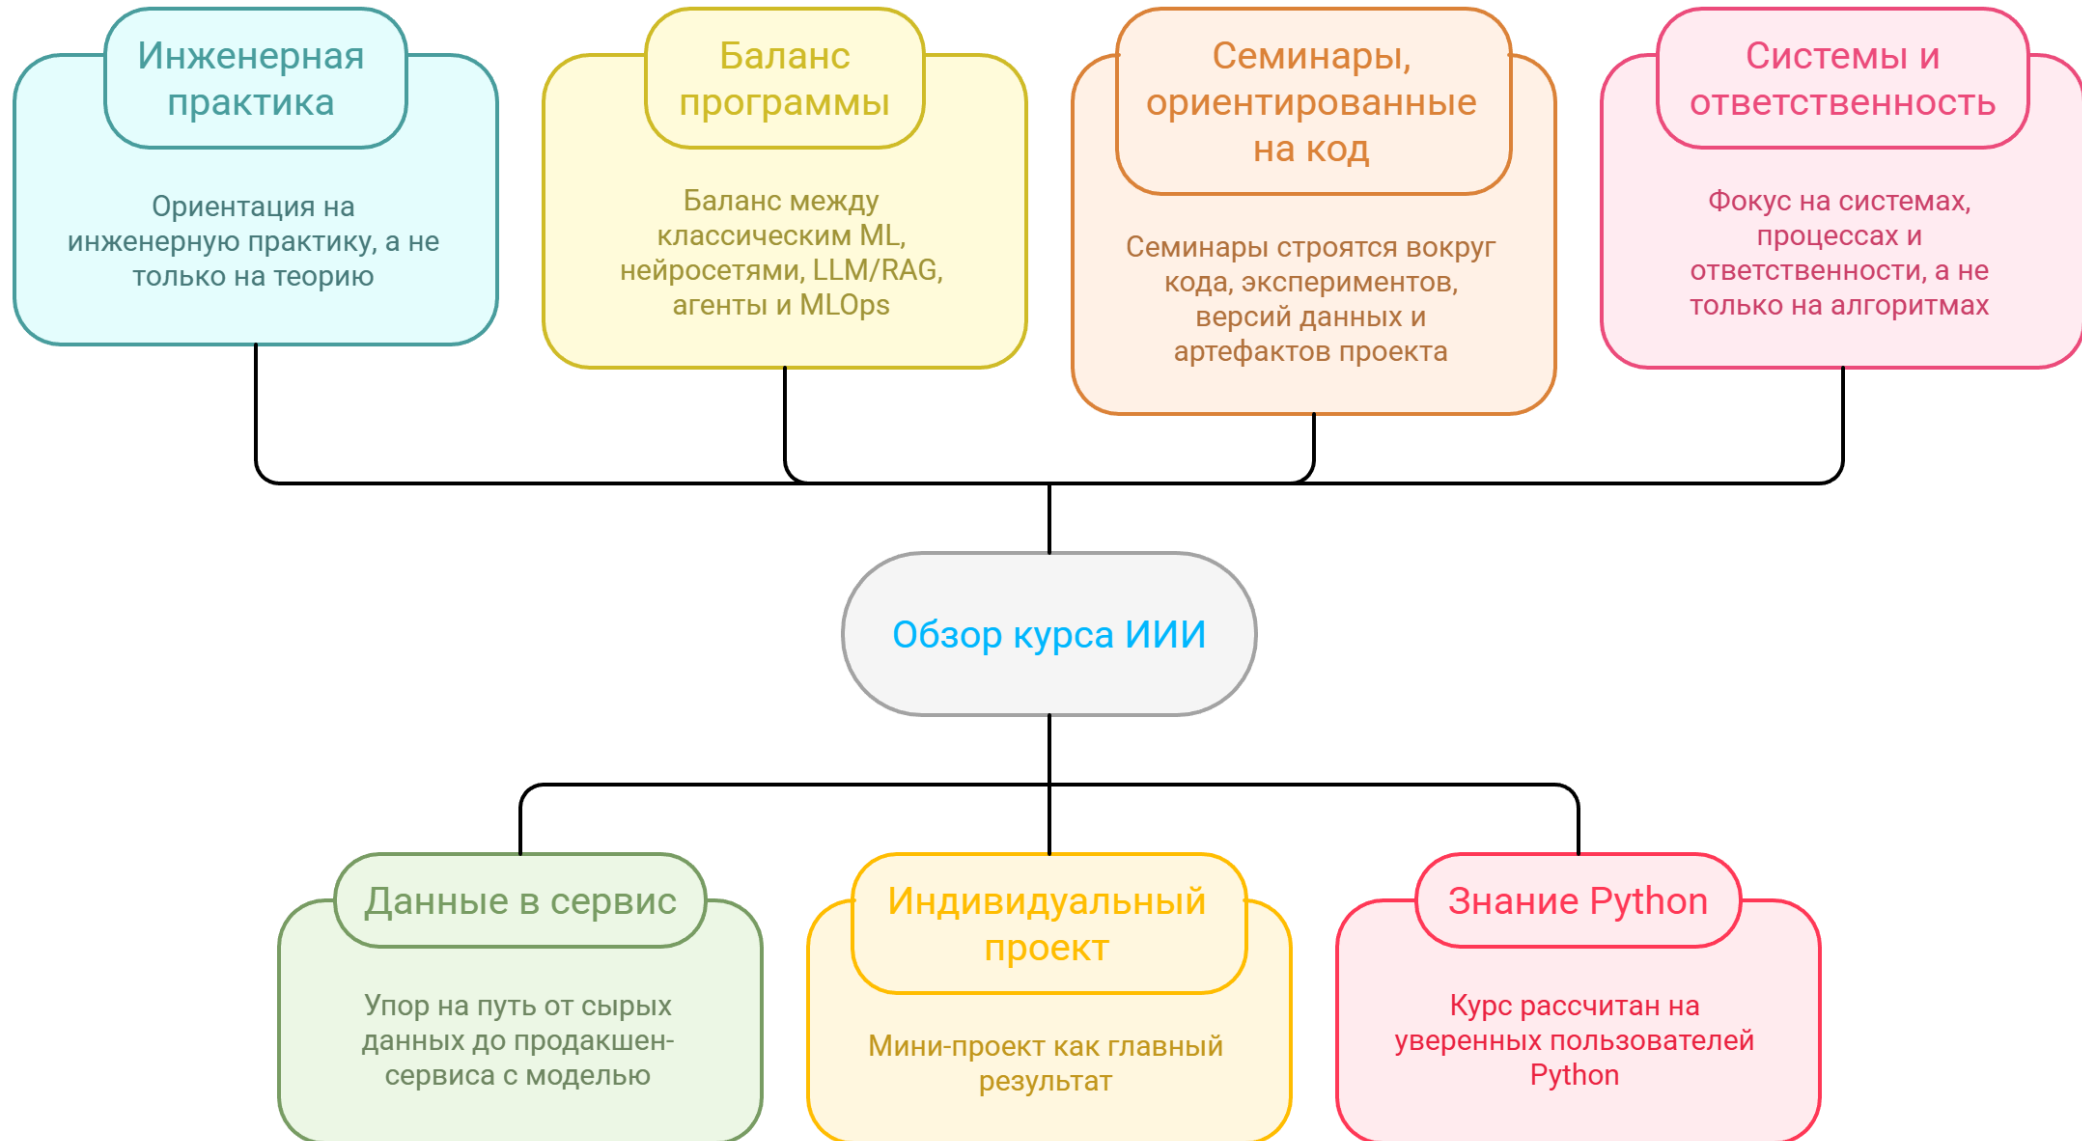 Инженерная
практика
Ориентация на
инженерную практику, а не
только на теорию
Баланс
программы
Баланс между
классическим ML,
нейросетями, LLM/RAG,
агенты и MLOps
Семинары,
ориентированные
на код
Семинары строятся вокруг
кода, экспериментов,
версий данных и
артефактов проекта
Системы и
ответственность
Фокус на системах,
процессах и
ответственности, а не
только на алгоритмах
Обзор курса ИИИ
Данные в сервис
Упор на путь от сырых
данных до продакшен-
сервиса с моделью
Индивидуальный
проект
Мини-проект как главный
результат
Знание Python
Курс рассчитан на
уверенных пользователей
Python